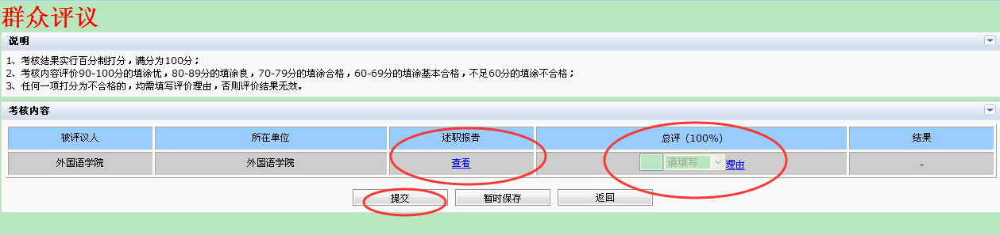 群众评议
说明
1、考核结果实行百分制打分，满分为100分；
2、考核内容评价90-100分的填涂优，80-89分的填涂良，70-79分的填涂合格，60-69分的填涂基本合格，不足60分的填涂不合格；
3、任何一项打分为不合格的，均需填写评价理由，否则评价结果无效。
考核内容
被评议人 所在单位 述职报告 总评（100%） 结果
外国语学院 外国语学院 查看 请填写 理由 -
提交 暂时保存 返回